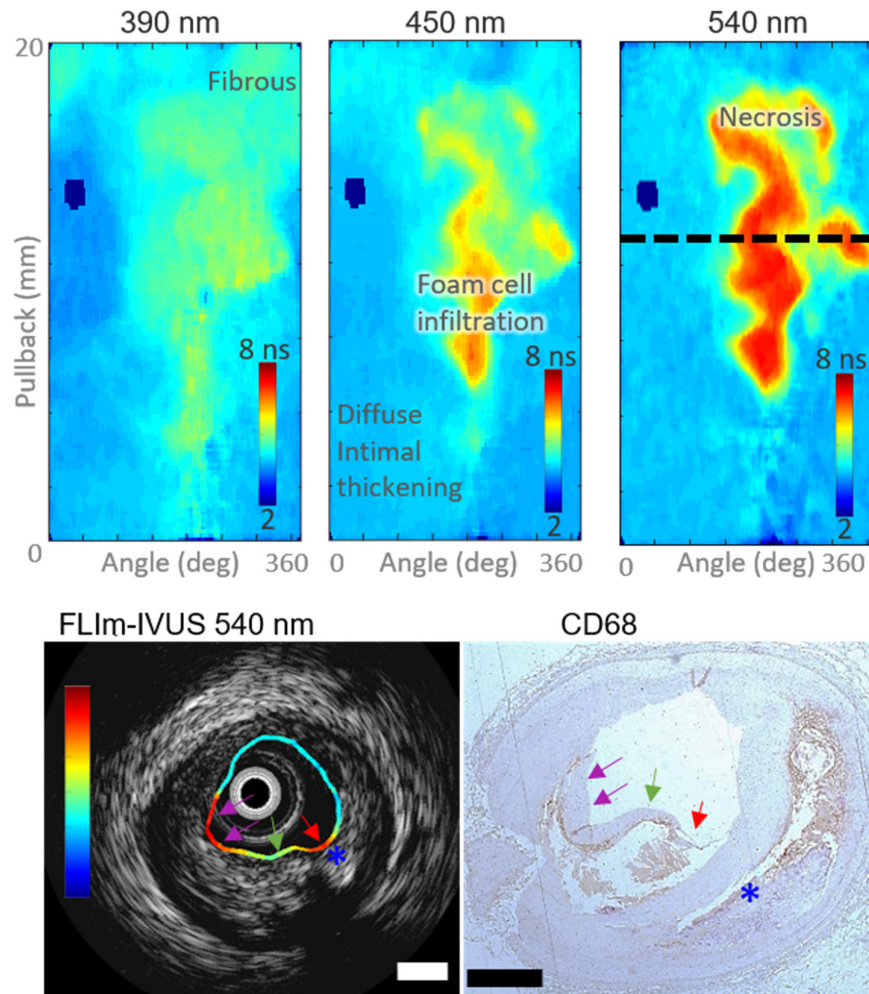 390 nm
450 nm
540 nm
20
Fibrous
Necrosis
Pullback (mm)
Foam cell
infiltration
8 ns
8 ns
8 ns
Diffuse
Intimal
thickening
2
2
2
0
Angle (deg)
360
0
Angle (deg)
360
0
Angle (deg)
360
FLIm-IVUS 540 nm
CD68
*
*